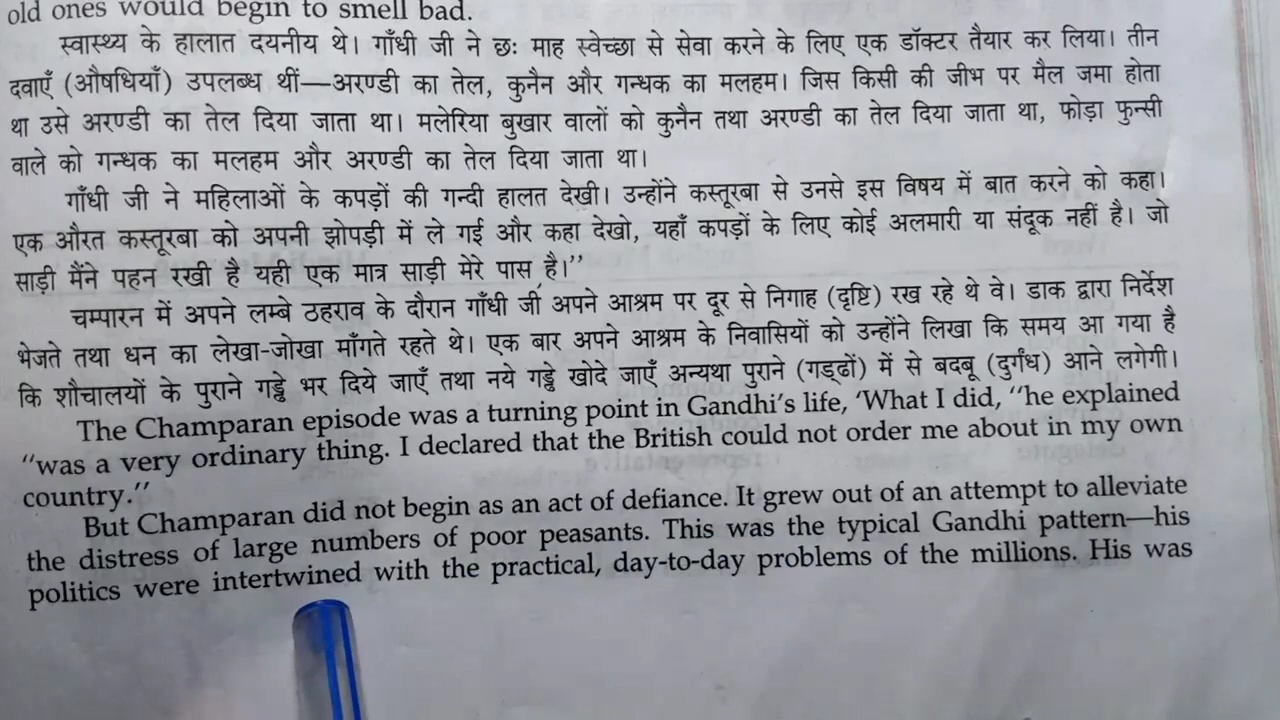 old ones would begin to smell bad.
स्वास्थ्य के हालात दयनीय थे। गाँधी जी ने छः माह स्वेच्छा से सेवा करने के लिए एक डॉक्टर तैयार कर लिया। तीन
दवाएँ (औषधियाँ) उपलब्ध थीं—अरण्डी का तेल, कुनैन और गन्धक का मलहम। जिस किसी की जीभ पर मैल जमा होता
था उसे अरण्डी का तेल दिया जाता था। मलेरिया बुखार वालों को कुनैन तथा अरण्डी का तेल दिया जाता था, फोड़ा फुन्सी
वाले को गन्धक का मलहम और अरण्डी का तेल दिया जाता था।
गाँधी जी ने महिलाओं के कपड़ों की गन्दी हालत देखी। उन्होंने कस्तूरबा से उनसे इस विषय में बात करने को कहा।
एक औरत कस्तूरबा को अपनी झोपड़ी में ले गई और कहा देखो, यहाँ कपड़ों के लिए कोई अलमारी या संदूक नहीं है। जो
साड़ी मैंने पहन रखी है यही एक मात्र साड़ी मेरे पास है।”
चम्पारन में अपने लम्बे ठहराव के दौरान गाँधी जी अपने आश्रम पर दूर से निगाह (दृष्टि) रख रहे थे वे। डाक द्वारा निर्देश
भेजते तथा धन का लेखा-जोखा माँगते रहते थे। एक बार अपने आश्रम के निवासियों को उन्होंने लिखा कि समय आ गया है
कि शौचालयों के पुराने गड्ढे भर दिये जाएँ तथा नये गड्ढे खोदे जाएँ अन्यथा पुराने (गड्ढों) में से बदबू (दुर्गंध) आने लगेगी।
The Champaran episode was a turning point in Gandhi’s life, ‘What I did, “he explained
“was a very ordinary thing. I declared that the British could not order me about in my own
country.”
But Champaran did not begin as an act of defiance. It grew out of an attempt to alleviate
the distress of large numbers of poor peasants. This was the typical Gandhi pattern—his
politics were intertwined with the practical, day-to-day problems of the millions. His was